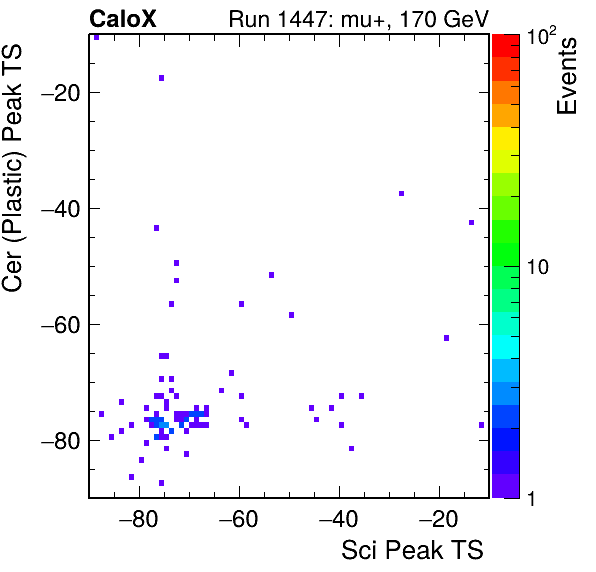 CaloX Run 1447: mu+, 170 GeV
Cer (Plastic) Peak TS
−20
−40
−60
−80
−80 −60 −40 −20
Sci Peak TS
10²
10
1
Events